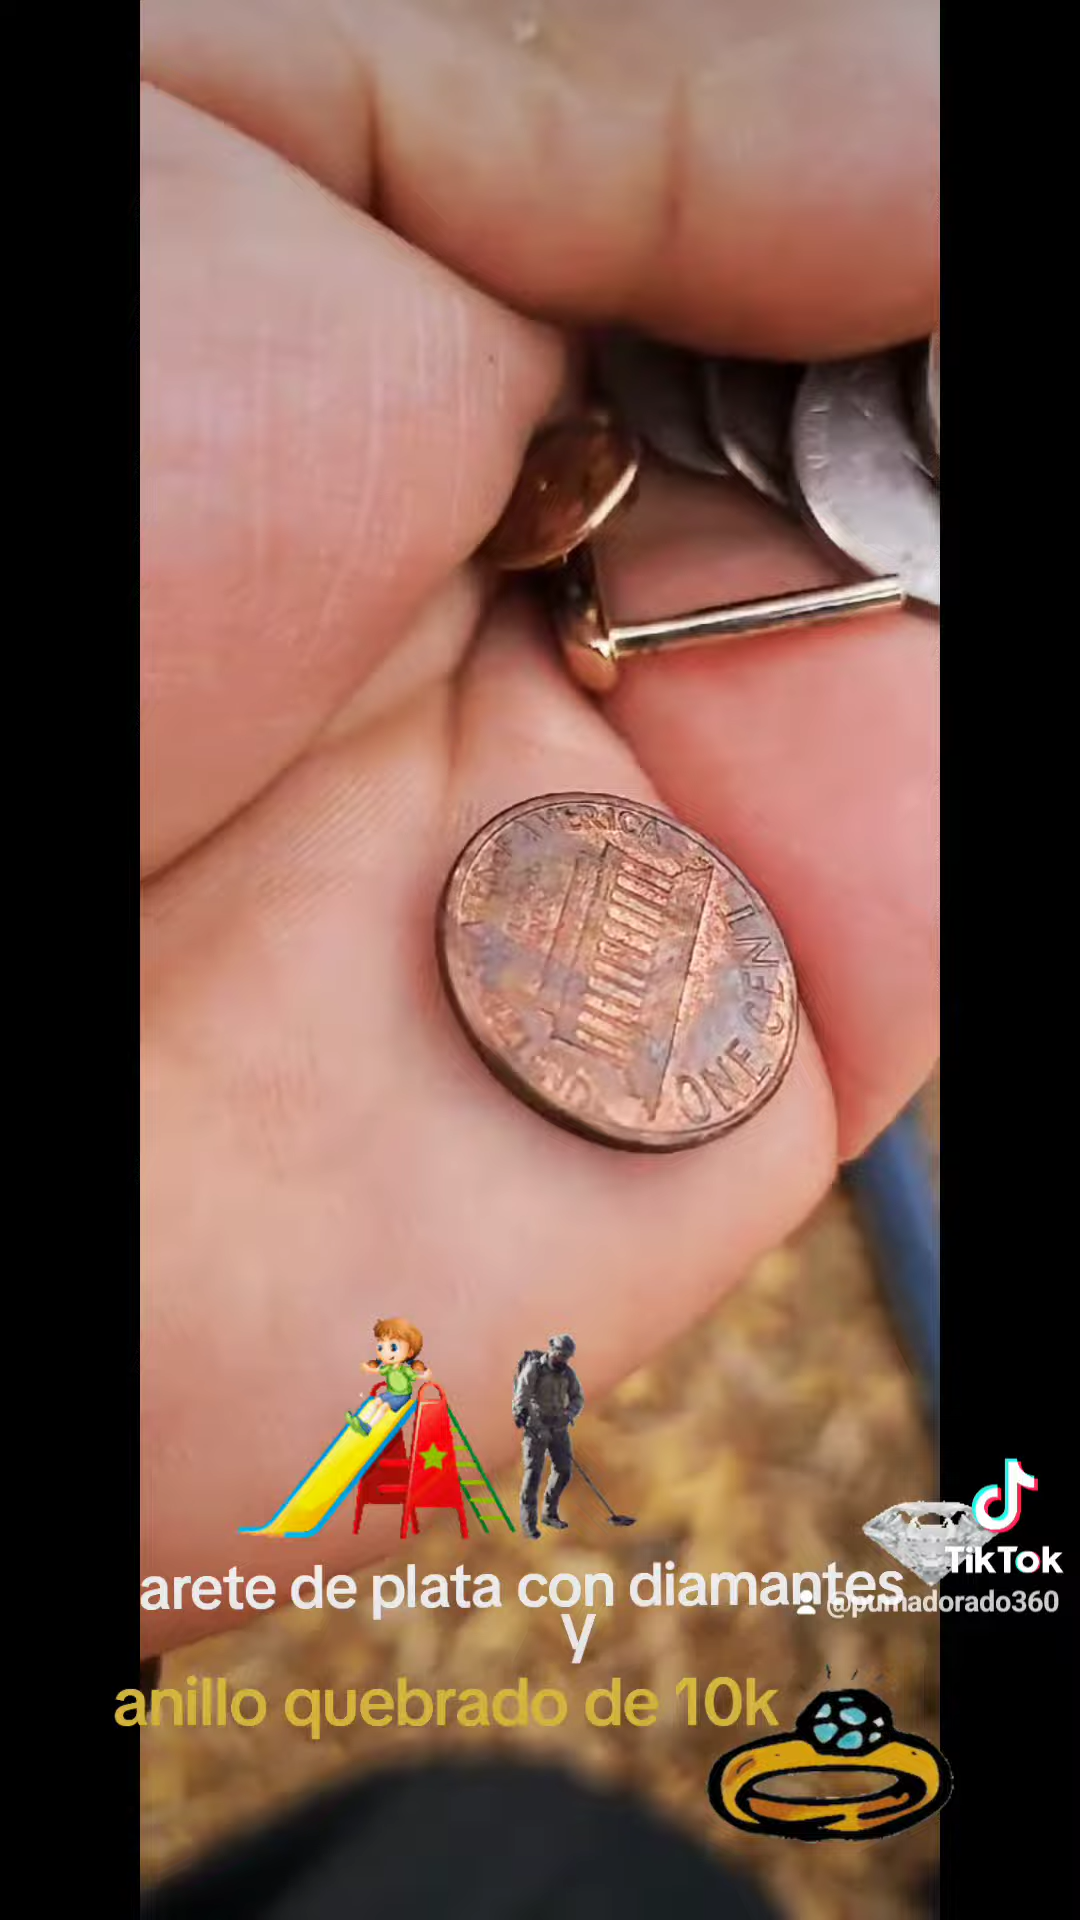 AMERICA
ONE CENT
TikTok
arete de plata con diamantes
@pumadorado360
y
anillo quebrado de 10k